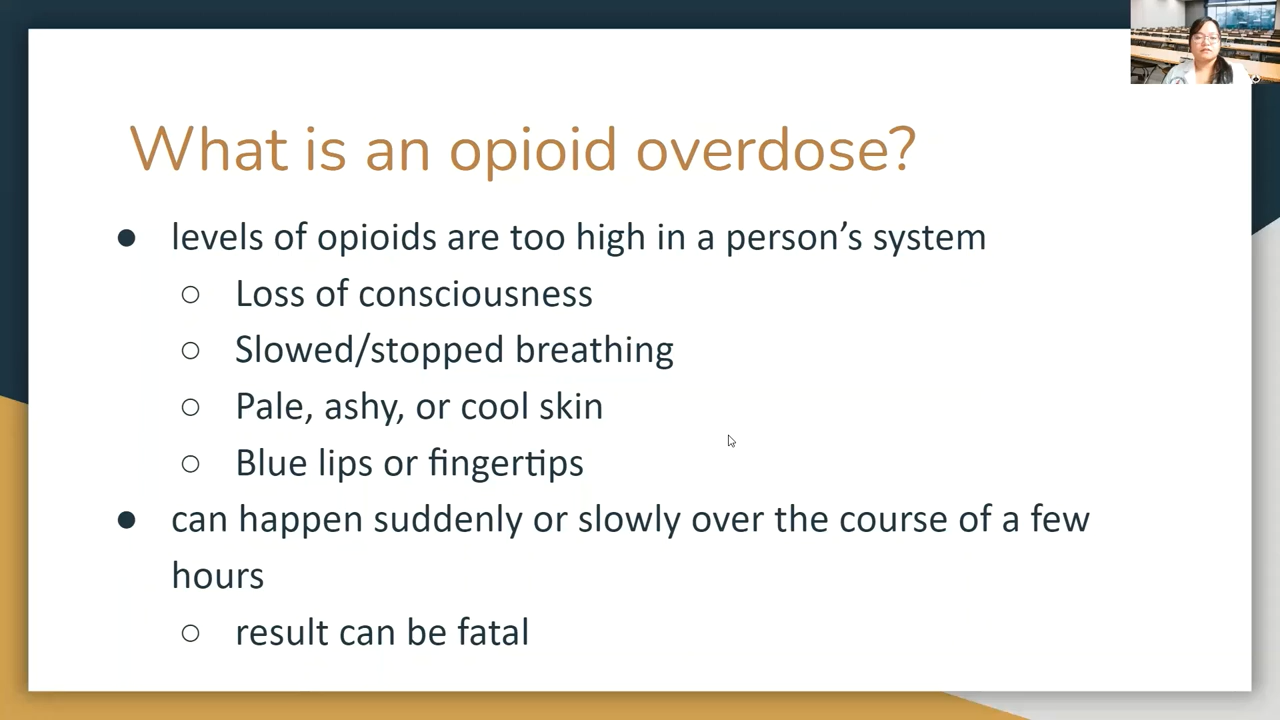 What is an opioid overdose?
● levels of opioids are too high in a person's system
○ Loss of consciousness
○ Slowed/stopped breathing
○ Pale, ashy, or cool skin
○ Blue lips or fingertips
● can happen suddenly or slowly over the course of a few
hours
○ result can be fatal